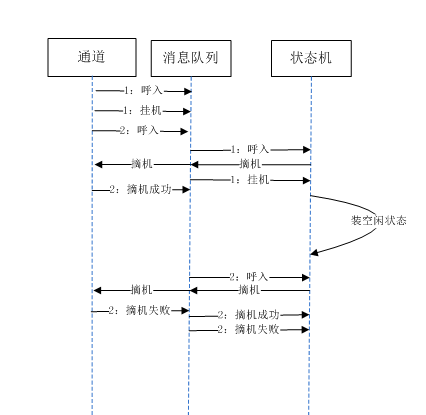 通道
消息队列
状态机
1：呼入
1：挂机
2：呼入
1：呼入
摘机
摘机
1：挂机
2：摘机成功
装空闲状态
2：呼入
摘机
摘机
2：摘机失败
2：摘机成功
2：摘机失败